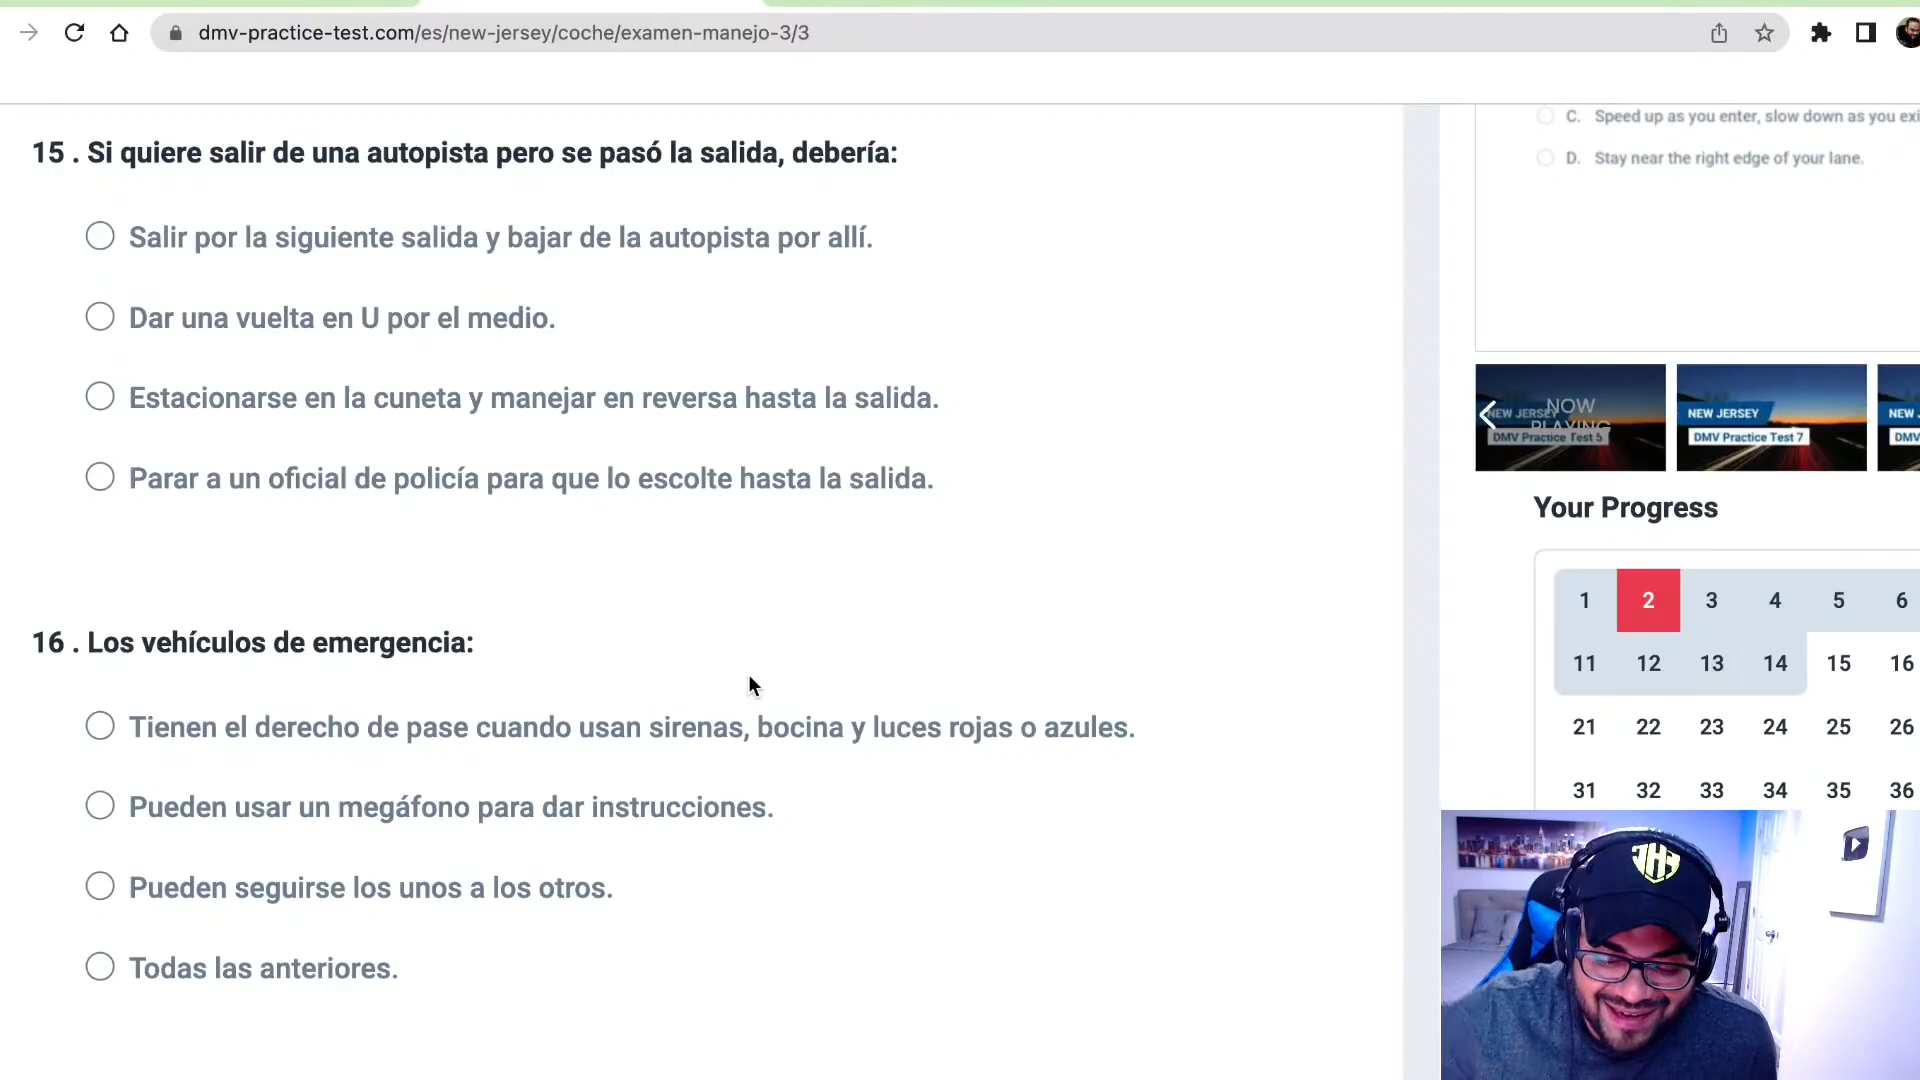 dmv-practice-test.com/es/new-jersey/coche/examen-manejo-3/3
15 . Si quiere salir de una autopista pero se pasó la salida, debería:
Salir por la siguiente salida y bajar de la autopista por allí.
Dar una vuelta en U por el medio.
Estacionarse en la cuneta y manejar en reversa hasta la salida.
Parar a un oficial de policía para que lo escolte hasta la salida.
16 . Los vehículos de emergencia:
Tienen el derecho de pase cuando usan sirenas, bocina y luces rojas o azules.
Pueden usar un megáfono para dar instrucciones.
Pueden seguirse los unos a los otros.
Todas las anteriores.
C. Speed up as you enter, slow down as you exi
D. Stay near the right edge of your lane.
NEW JERSEY
NOW PLAYING
DMV Practice Test 5
NEW JERSEY
DMV Practice Test 7
NEW
DMV
Your Progress
1 2 3 4 5 6
11 12 13 14 15 16
21 22 23 24 25 26
31 32 33 34 35 36
JHJ